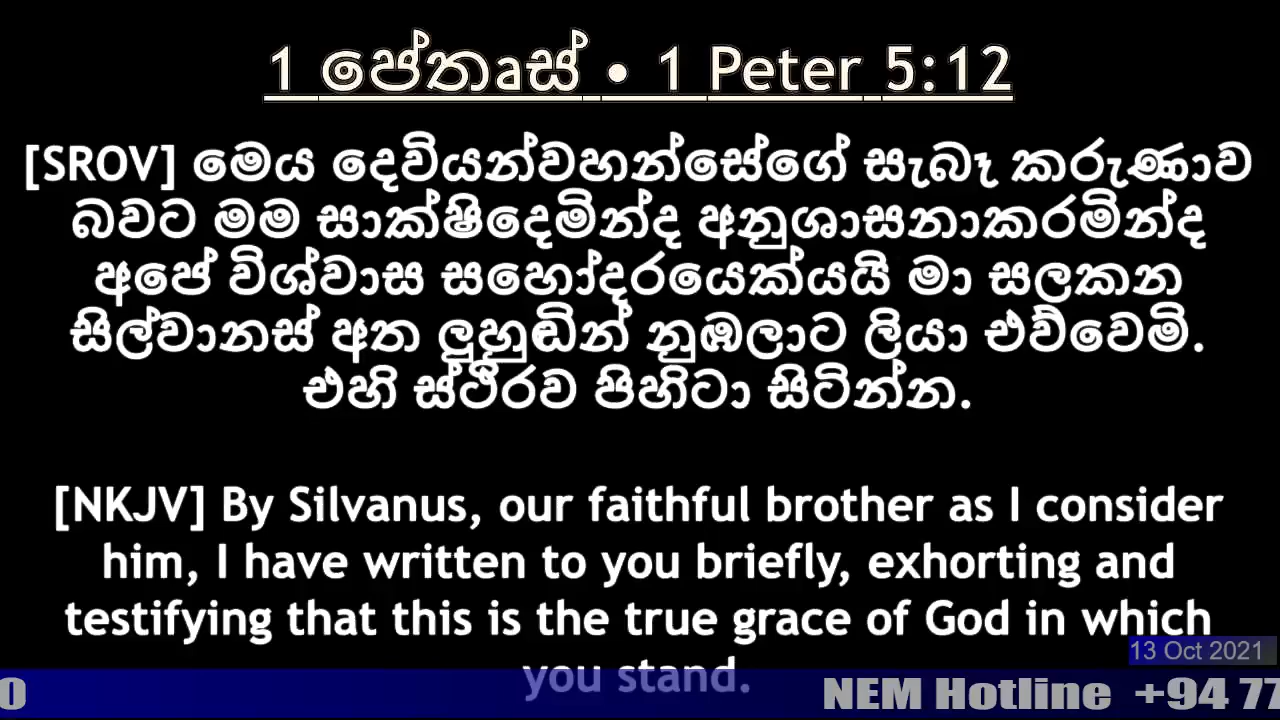 1 පේතෘස් • 1 Peter 5:12
[SROV] මෙය දෙවියන්වහන්සේගේ සැබෑ කරුණාව
බවට මම සාක්ෂිදෙමින්ද අනුශාසනාකරමින්ද
අපේ විශ්වාස සහෝදරයෙක්යයි මා සලකන
සිල්වානස් අත ලුහුඬින් නුඹලාට ලියා එව්වෙමි.
එහි ස්ථිරව පිහිටා සිටින්න.
[NKJV] By Silvanus, our faithful brother as I consider
him, I have written to you briefly, exhorting and
testifying that this is the true grace of God in which
you stand.
13 Oct 2021
0 NEM Hotline +94 77